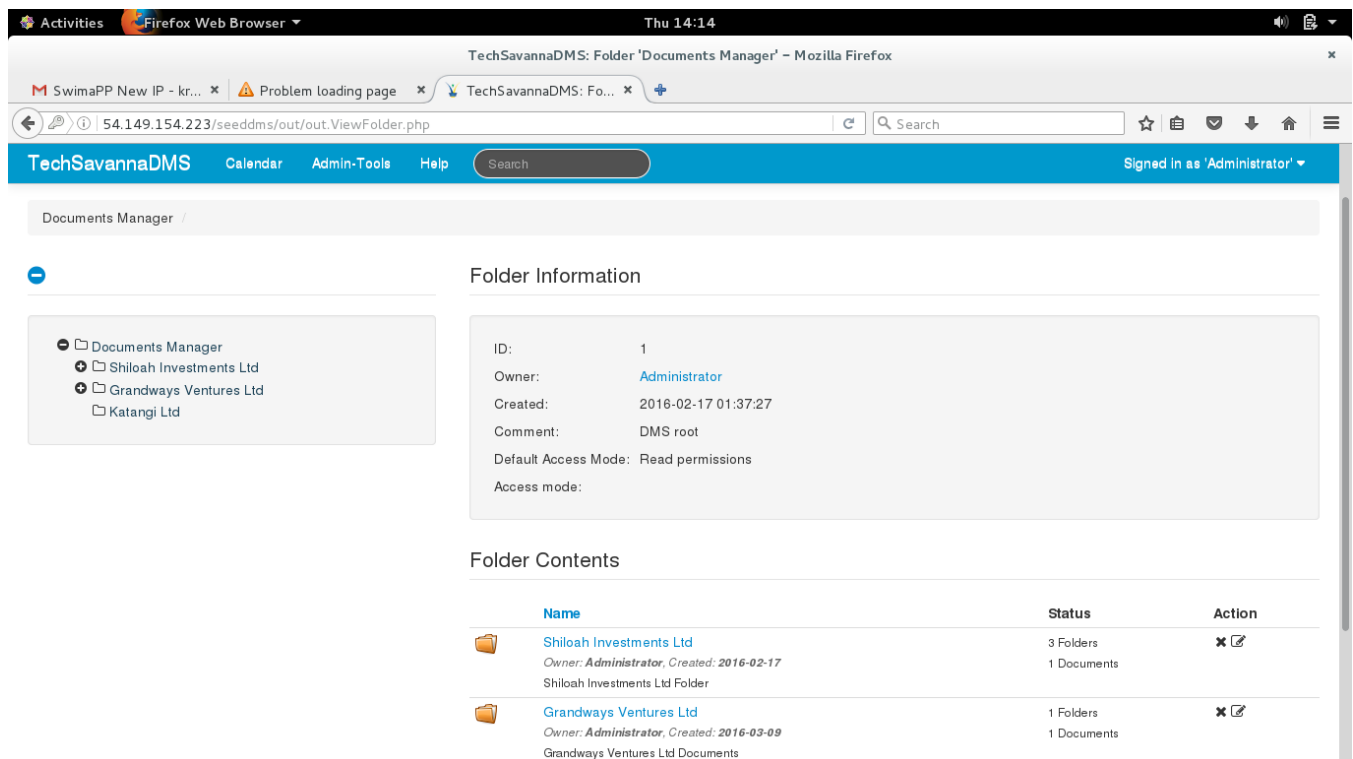 Activities Firefox Web Browser Thu 14:14
TechSavannaDMS: Folder 'Documents Manager' – Mozilla Firefox
SwimaPP New IP - kr... Problem loading page TechSavannaDMS: Fo...
54.149.154.223/seeddms/out/out.ViewFolder.php Search
TechSavannaDMS Calendar Admin-Tools Help Search Signed in as 'Administrator'
Documents Manager /
Folder Information
Documents Manager
Shiloah Investments Ltd
Grandways Ventures Ltd
Katangi Ltd
ID: 1
Owner: Administrator
Created: 2016-02-17 01:37:27
Comment: DMS root
Default Access Mode: Read permissions
Access mode:
Folder Contents
Name Status Action
Shiloah Investments Ltd 3 Folders
Owner: Administrator, Created: 2016-02-17 1 Documents
Shiloah Investments Ltd Folder
Grandways Ventures Ltd 1 Folders
Owner: Administrator, Created: 2016-03-09 1 Documents
Grandways Ventures Ltd Documents